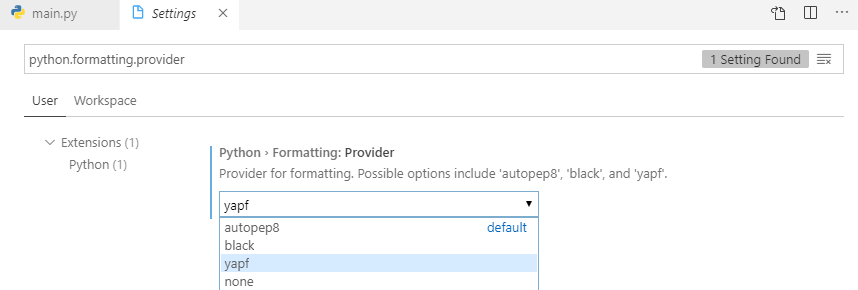 main.py Settings
python.formatting.provider 1 Setting Found
User Workspace
Extensions (1)
Python (1)
Python › Formatting: Provider
Provider for formatting. Possible options include 'autopep8', 'black', and 'yapf'.
yapf
autopep8 default
black
yapf
none